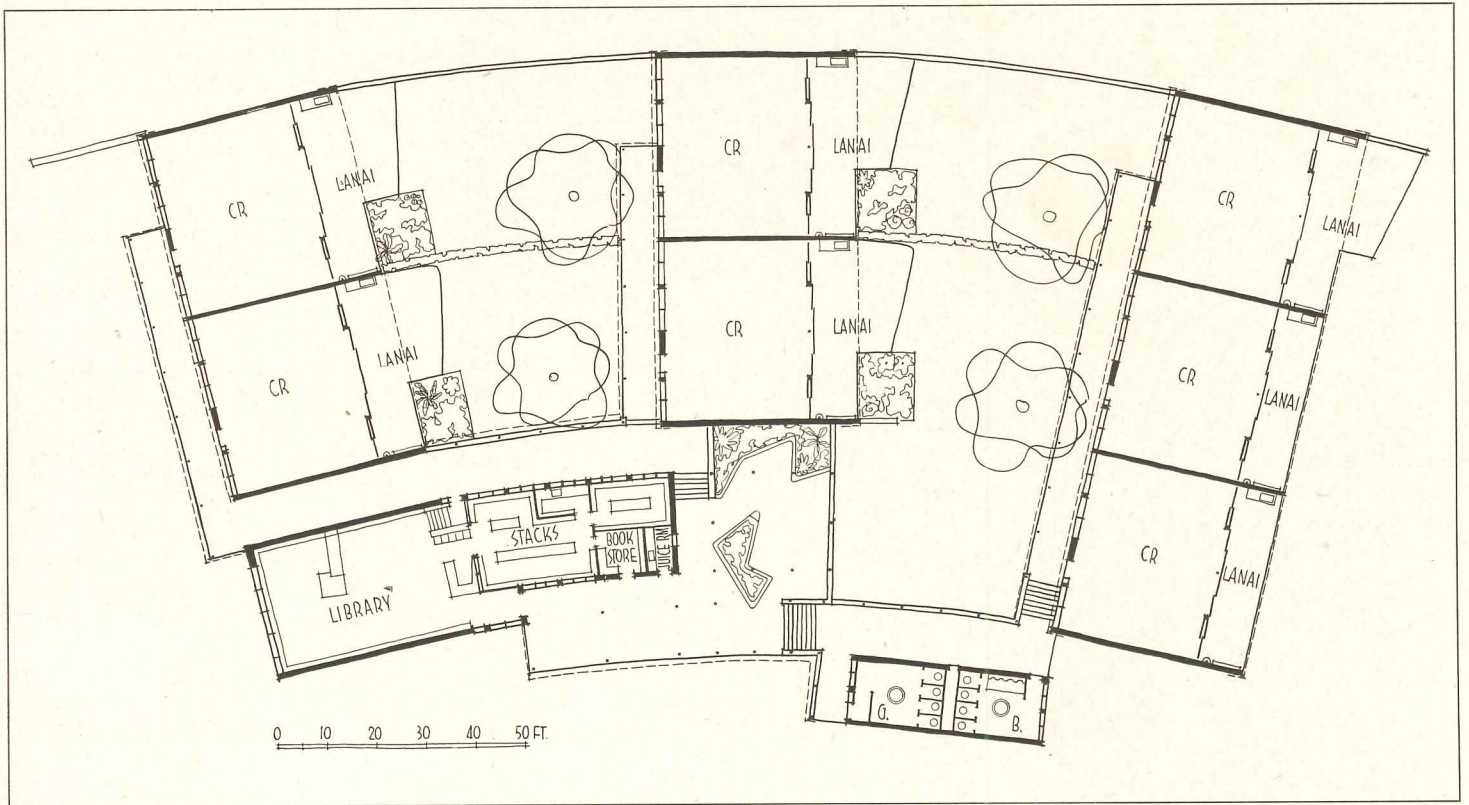 CR
LANAI
CR
LANAI
CR
LANAI
CR
LANAI
CR
LANAI
CR
LANAI
CR
LANAI
LIBRARY
STACKS
BOOK
STORE
JUICE RM
G.
B.
0 10 20 30 40 50 FT.